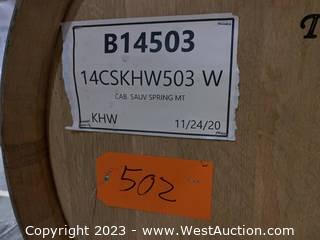 B14503
14CSKHW503 W
CAB. SAUV SPRING MT
KHW 11/24/20
502
T
Copyright 2023 - www.WestAuction.com